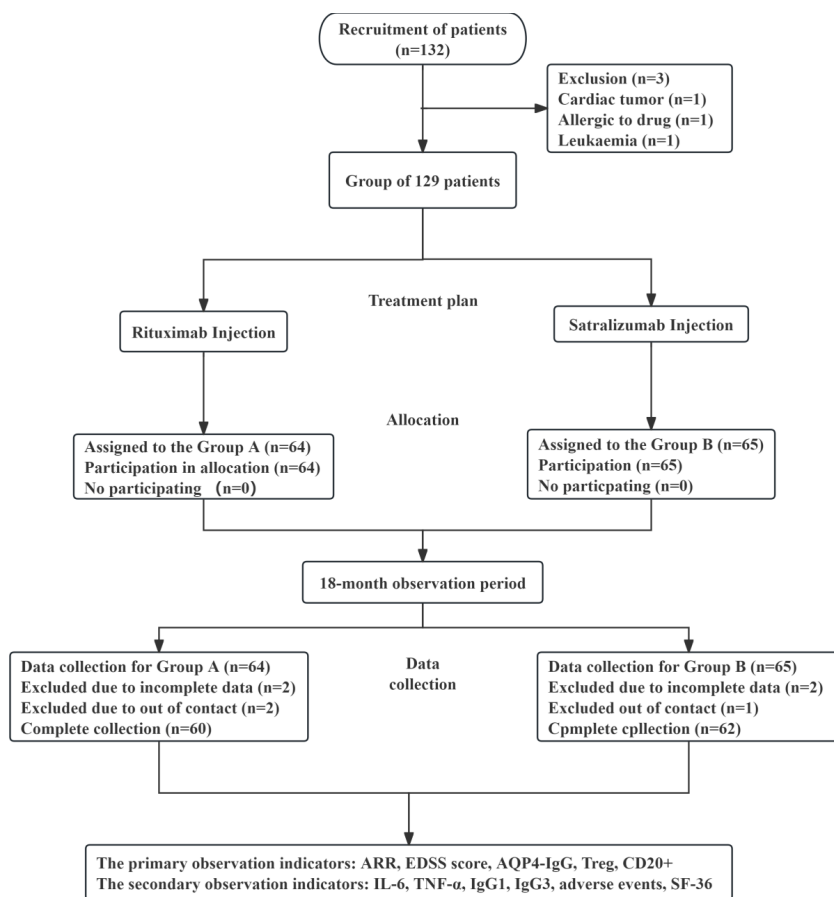 Recruitment of patients
(n=132)
Exclusion (n=3)
Cardiac tumor (n=1)
Allergic to drug (n=1)
Leukaemia (n=1)
Group of 129 patients
Treatment plan
Rituximab Injection
Satralizumab Injection
Allocation
Assigned to the Group A (n=64)
Participation in allocation (n=64)
No participating （n=0）
Assigned to the Group B (n=65)
Participation (n=65)
No particpating (n=0)
18-month observation period
Data collection for Group A (n=64)
Excluded due to incomplete data (n=2)
Excluded due to out of contact (n=2)
Complete collection (n=60)
Data
collection
Data collection for Group B (n=65)
Excluded due to incomplete data (n=2)
Excluded out of contact (n=1)
Cpmplete cpllection (n=62)
The primary observation indicators: ARR, EDSS score, AQP4-IgG, Treg, CD20+
The secondary observation indicators: IL-6, TNF-α, IgG1, IgG3, adverse events, SF-36